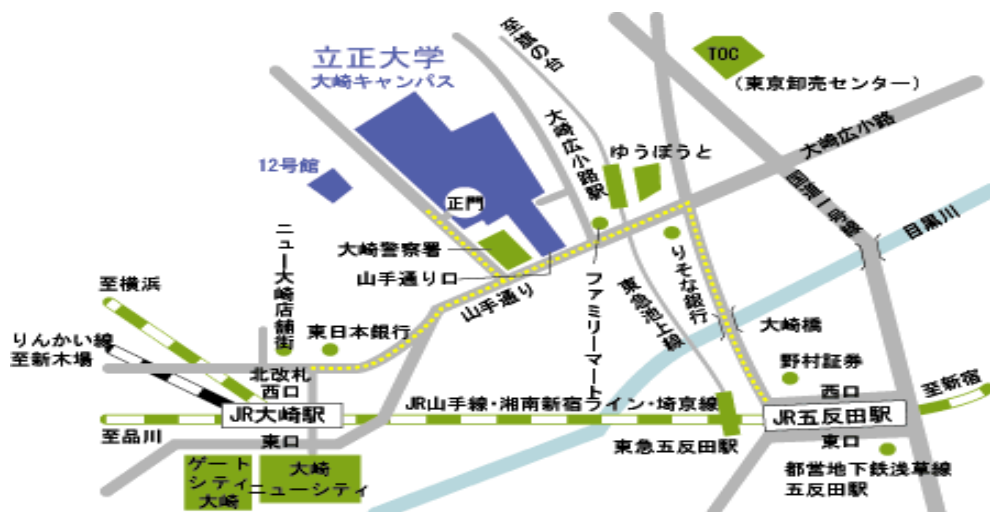 立正大学
大崎キャンパス
至旗の台
TOC
(東京卸売センター)
大崎広小路
大崎広小路駅
ゆうぽうと
12号館
正門
国道一号線
目黒川
大崎警察署
山手通り口
山手通り
ニュー大崎店舗街
ファミリーマート
東急池上線
りそな銀行
大崎橋
至横浜
りんかい線
至新木場
東日本銀行
北改札
西口
JR大崎駅
東口
至品川
JR山手線・湘南新宿ライン・埼京線
野村証券
西口
至新宿
JR五反田駅
東口
東急五反田駅
都営地下鉄浅草線
五反田駅
ゲート
シティ
大崎
大崎
ニューシティ